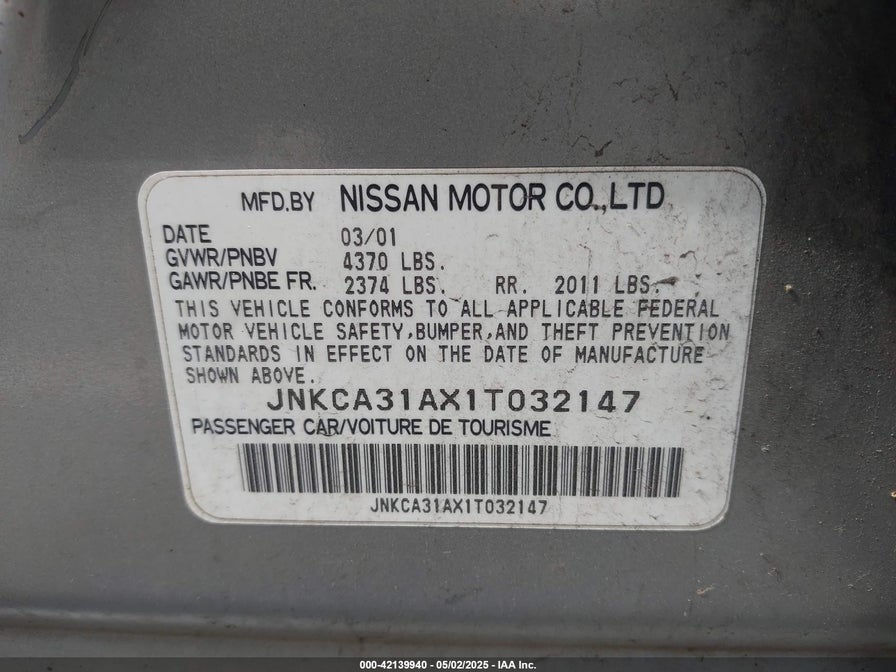 MFD.BY NISSAN MOTOR CO.,LTD
DATE 03/01
GVWR/PNBV 4370 LBS.
GAWR/PNBE FR. 2374 LBS. RR. 2011 LBS.
THIS VEHICLE CONFORMS TO ALL APPLICABLE FEDERAL
MOTOR VEHICLE SAFETY,BUMPER,AND THEFT PREVENTION
STANDARDS IN EFFECT ON THE DATE OF MANUFACTURE
SHOWN ABOVE.
JNKCA31AX1T032147
PASSENGER CAR/VOITURE DE TOURISME
JNKCA31AX1T032147
000-42139940 - 05/02/2025 - IAA Inc.